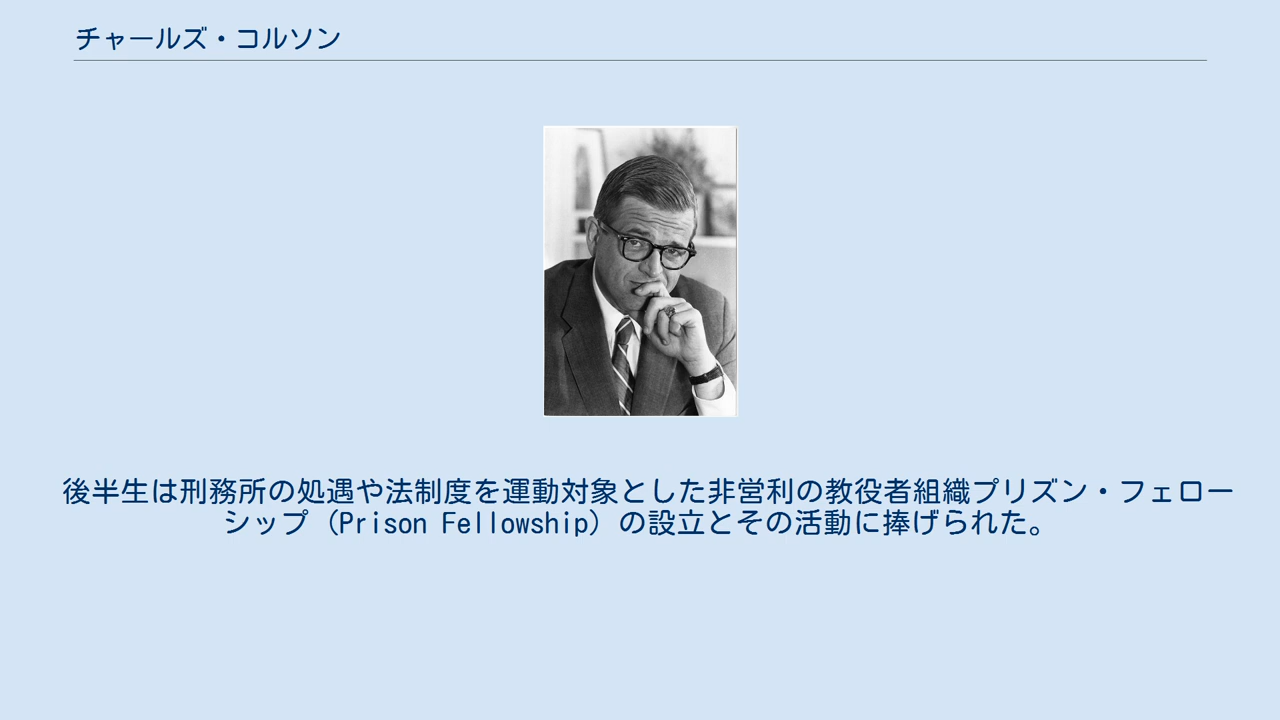 チャールズ・コルソン
後半生は刑務所の処遇や法制度を運動対象とした非営利の教役者組織プリズン・フェロー
シップ（Prison Fellowship）の設立とその活動に捧げられた。